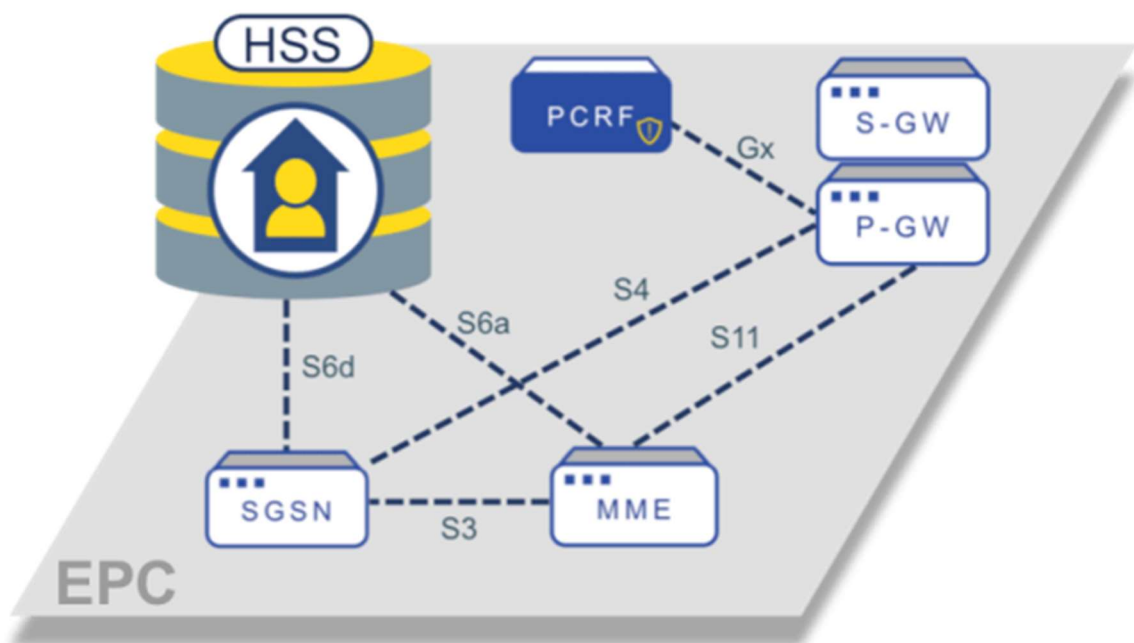 HSS
PCRF
S-GW
Gx
P-GW
S4
S6a
S11
S6d
SGSN
MME
S3
EPC